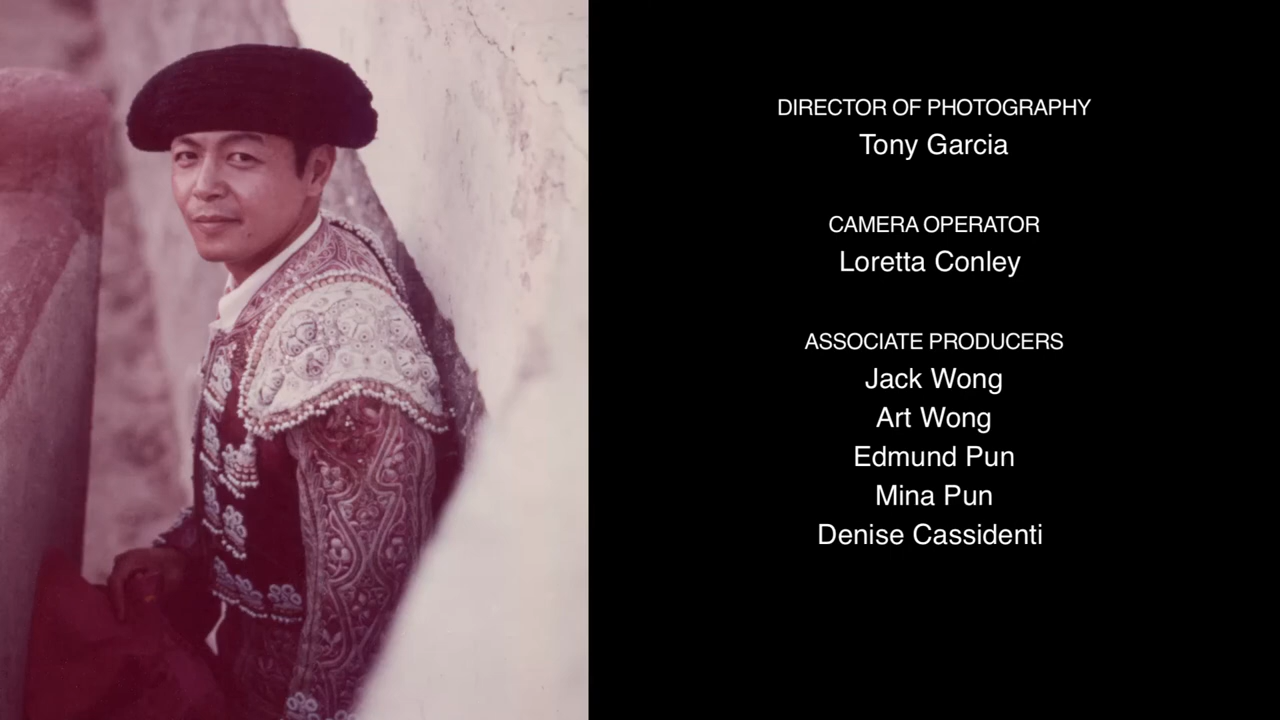 DIRECTOR OF PHOTOGRAPHY
Tony Garcia
CAMERA OPERATOR
Loretta Conley
ASSOCIATE PRODUCERS
Jack Wong
Art Wong
Edmund Pun
Mina Pun
Denise Cassidenti